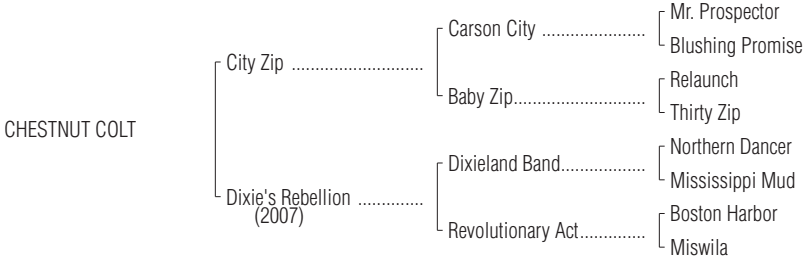 Mr. Prospector
Carson City ......................
Blushing Promise
City Zip ............................
Relaunch
Baby Zip............................
Thirty Zip
CHESTNUT COLT
Northern Dancer
Dixieland Band..................
Mississippi Mud
Dixie's Rebellion ..............
(2007)
Boston Harbor
Revolutionary Act..............
Miswila